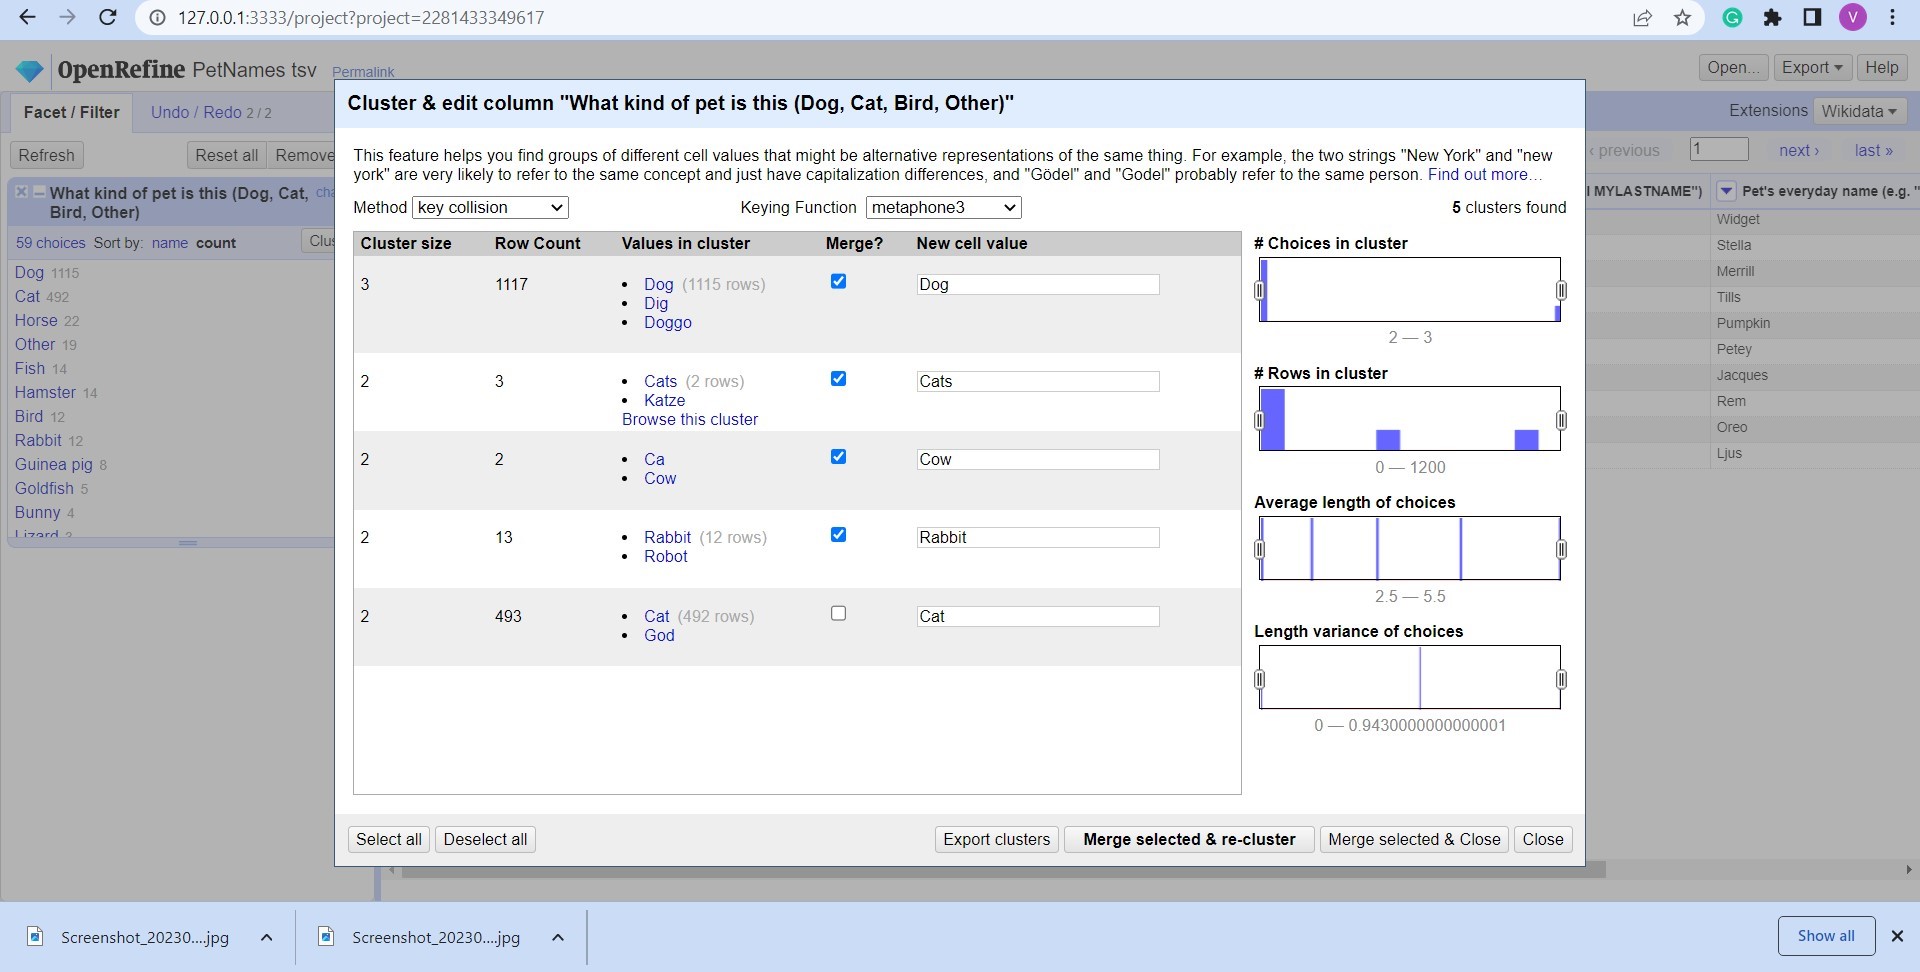 127.0.0.1:3333/project?project=2281433349617
V
OpenRefine PetNames tsv Permalink
Open... Export Help
Facet / Filter Undo / Redo 2 / 2
Extensions Wikidata
Refresh Reset all Remove
‹ previous 1 next › last »
What kind of pet is this (Dog, Cat, Bird, Other) cha
59 choices Sort by: name count Clus
Dog 1115
Cat 492
Horse 22
Other 19
Fish 14
Hamster 14
Bird 12
Rabbit 12
Guinea pig 8
Goldfish 5
Bunny 4
Lizard 3
Cluster & edit column "What kind of pet is this (Dog, Cat, Bird, Other)"
This feature helps you find groups of different cell values that might be alternative representations of the same thing. For example, the two strings "New York" and "new
york" are very likely to refer to the same concept and just have capitalization differences, and "Gödel" and "Godel" probably refer to the same person. Find out more…
Method key collision Keying Function metaphone3 5 clusters found
Cluster size Row Count Values in cluster Merge? New cell value
3 1117 Dog (1115 rows) Dog
Dig
Doggo
2 3 Cats (2 rows) Cats
Katze
Browse this cluster
2 2 Ca Cow
Cow
2 13 Rabbit (12 rows) Rabbit
Robot
2 493 Cat (492 rows) Cat
God
# Choices in cluster
2 — 3
# Rows in cluster
0 — 1200
Average length of choices
2.5 — 5.5
Length variance of choices
0 — 0.9430000000000001
Select all Deselect all Export clusters Merge selected & re-cluster Merge selected & Close Close
I MYLASTNAME") Pet's everyday name (e.g. "
Widget
Stella
Merrill
Tills
Pumpkin
Petey
Jacques
Rem
Oreo
Ljus
Screenshot_20230....jpg Screenshot_20230....jpg Show all